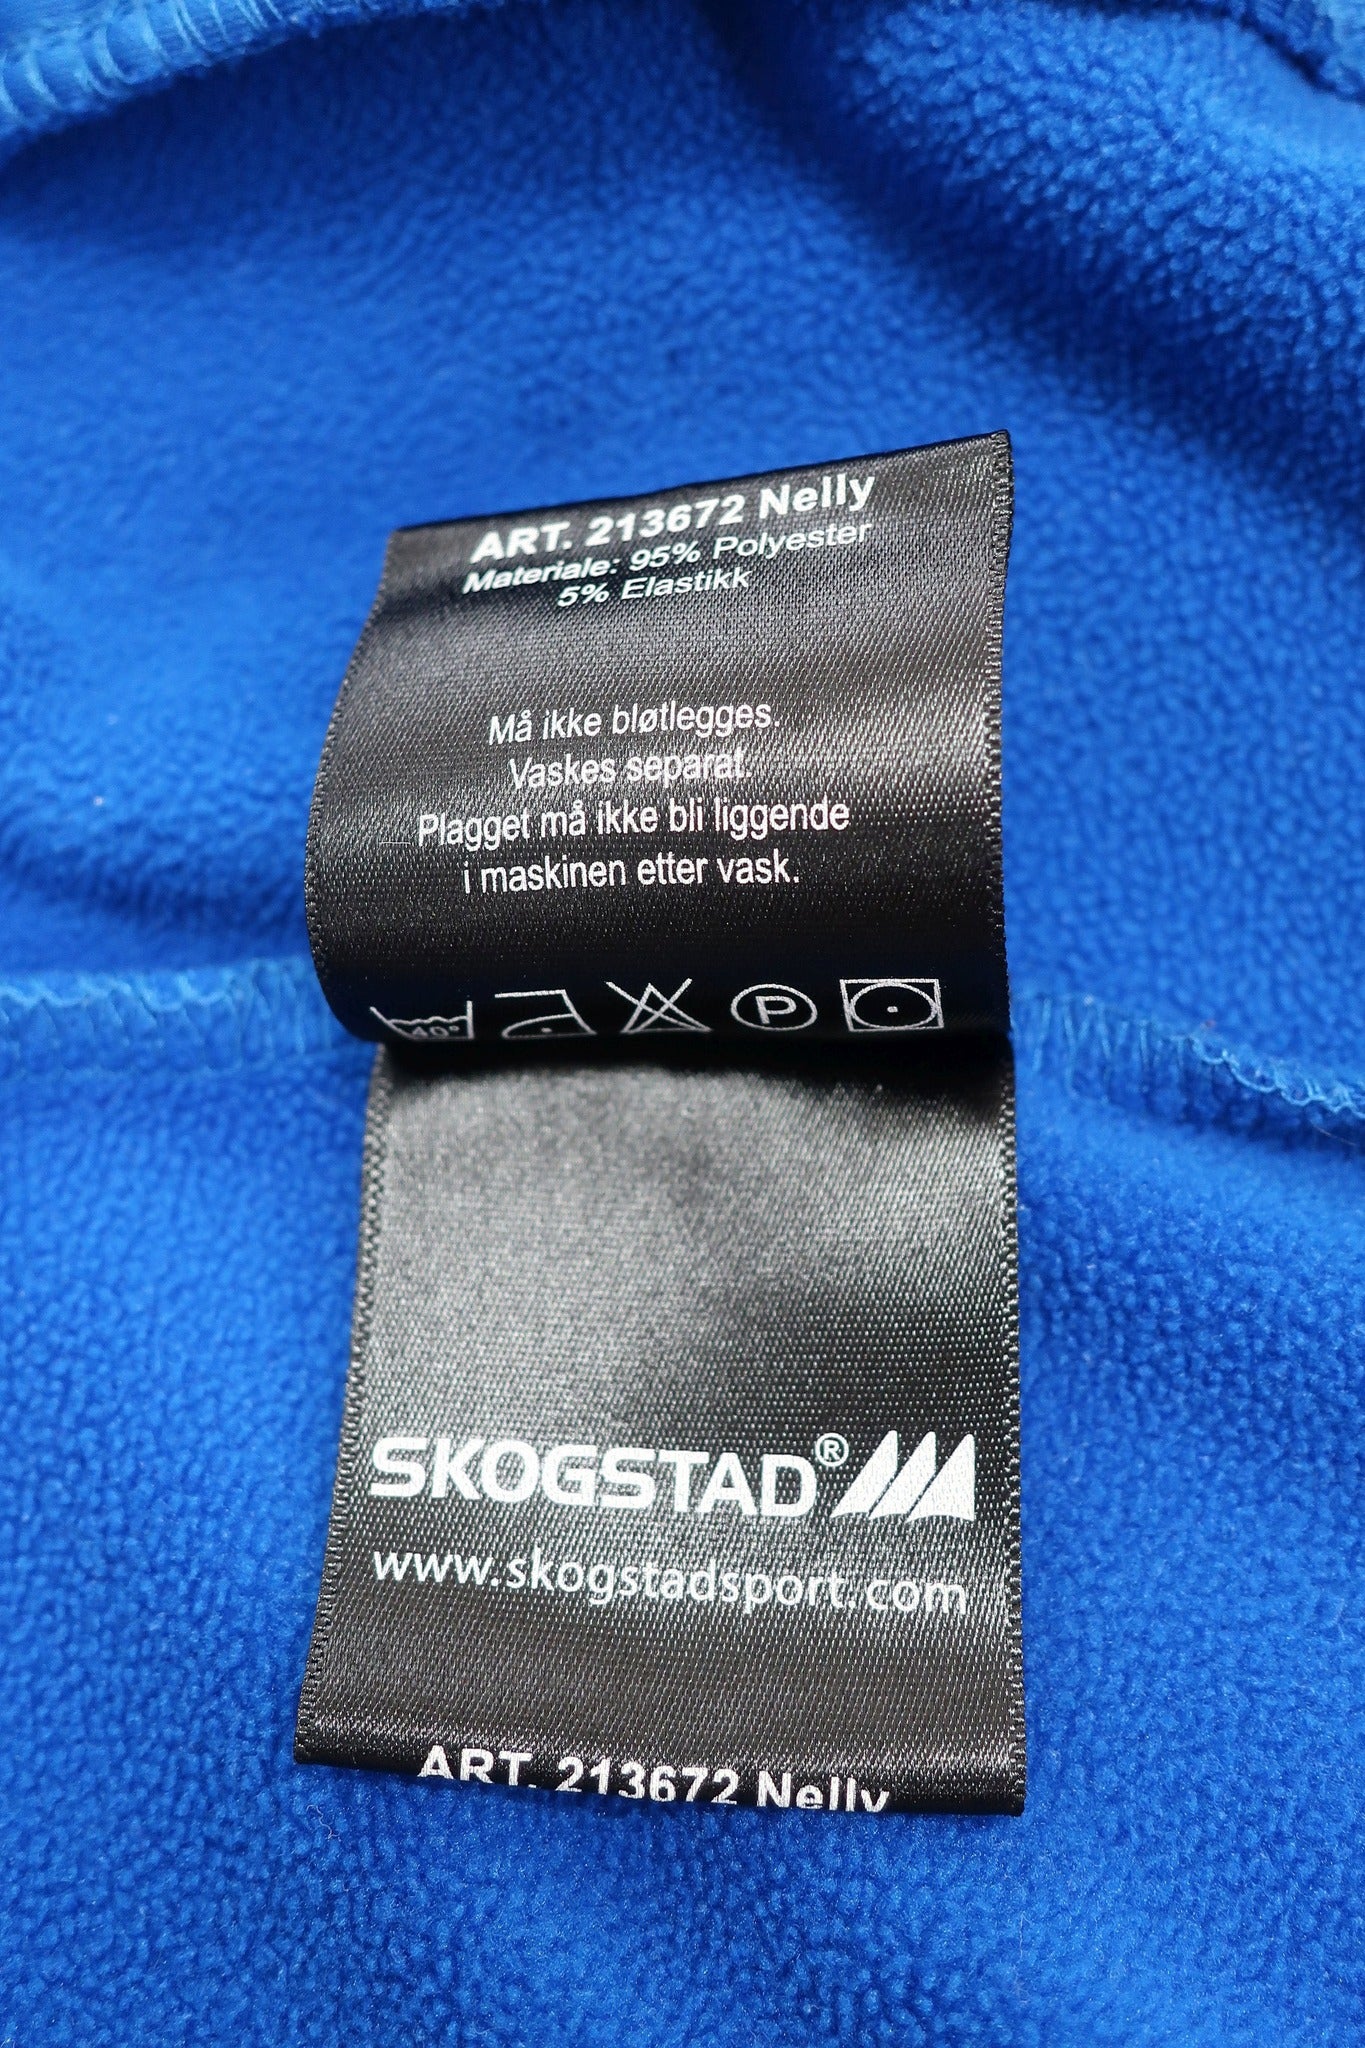 ART. 213672 Nelly
Materiale: 95% Polyester
5% Elastikk
Må ikke bløtlegges.
Vaskes separat.
Plagget må ikke bli liggende
i maskinen etter vask.
40° P
SKOGSTAD®
www.skogstadsport.com
ART. 213672 Nelly